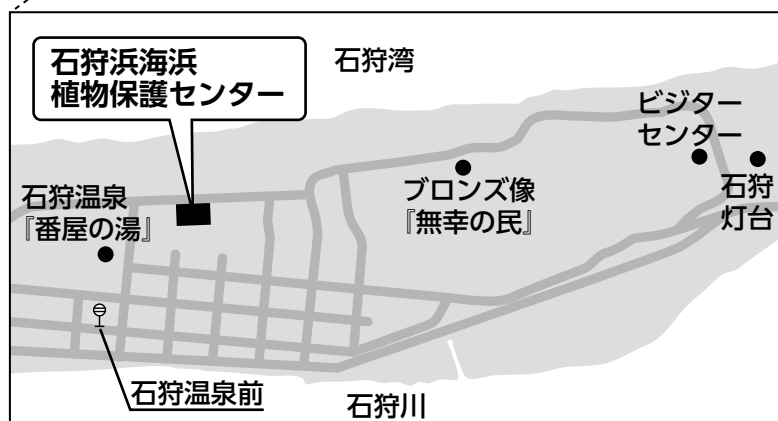 石狩浜海浜
植物保護センター
石狩湾
ビジター
センター
石狩温泉
『番屋の湯』
ブロンズ像
『無幸の民』
石狩
灯台
石狩温泉前
石狩川